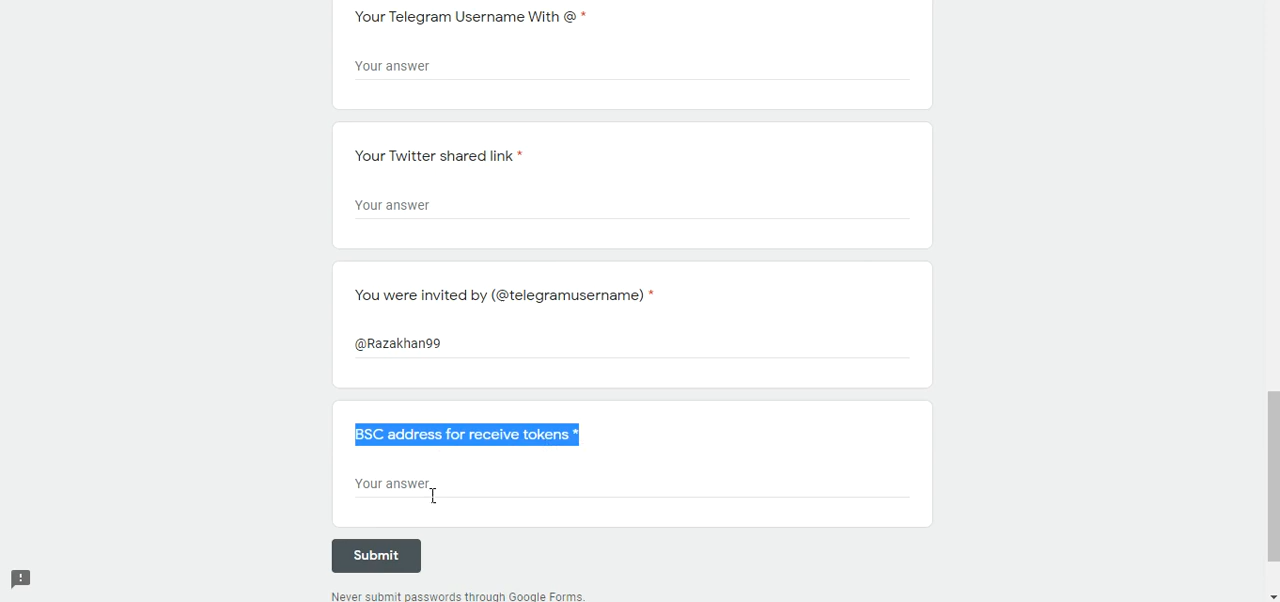 Your Telegram Username With @ *
Your answer
Your Twitter shared link *
Your answer
You were invited by (@telegramusername) *
@Razakhan99
BSC address for receive tokens *
Your answer
Submit
Never submit passwords through Google Forms.